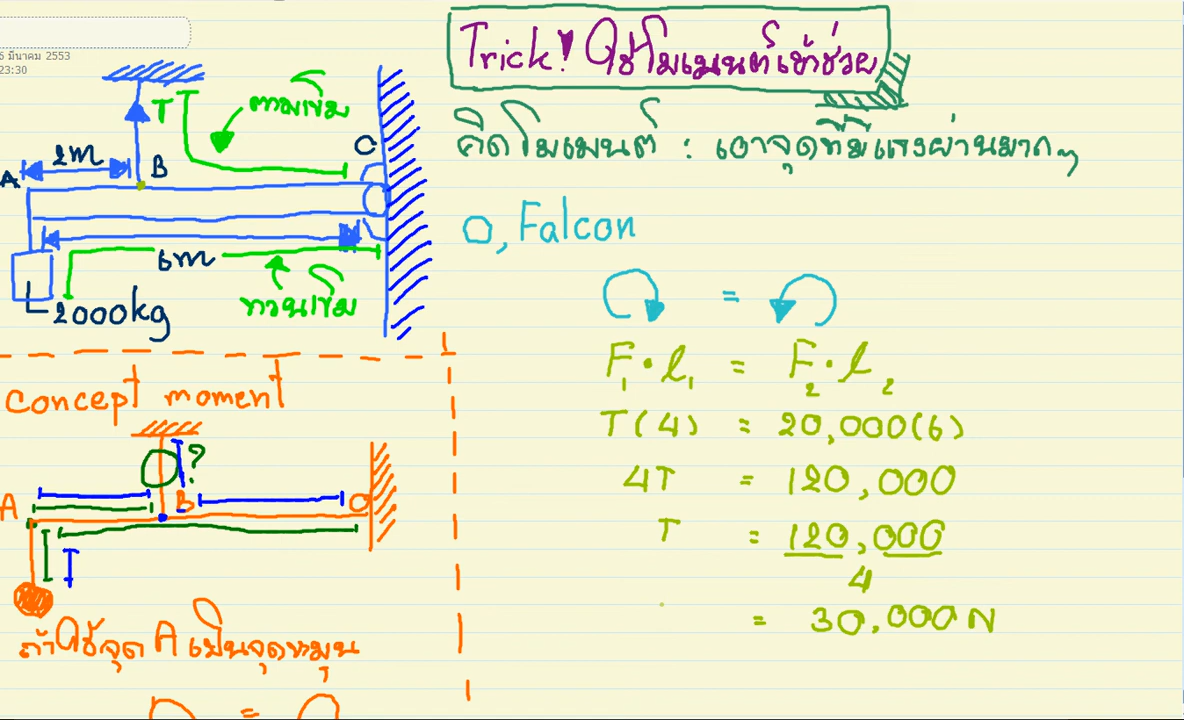 6 มีนาคม 2553
23:30
Trick! ใช้โมเมนต์เข้าช่วย
คิดโมเมนต์ : เอาจุดที่มีแรงผ่านมากๆ
T
ตามเข็ม
C
2m
B
A
6m
ทวนเข็ม
2000kg
O, Falcon
=
F₁ · l₁ = F₂ · l₂
T(4) = 20,000(6)
4T = 120,000
T = 120,000
4
= 30,000 N
concept moment
?
A
B
O
ถ้าใช้จุด A เป็นจุดหมุน
=